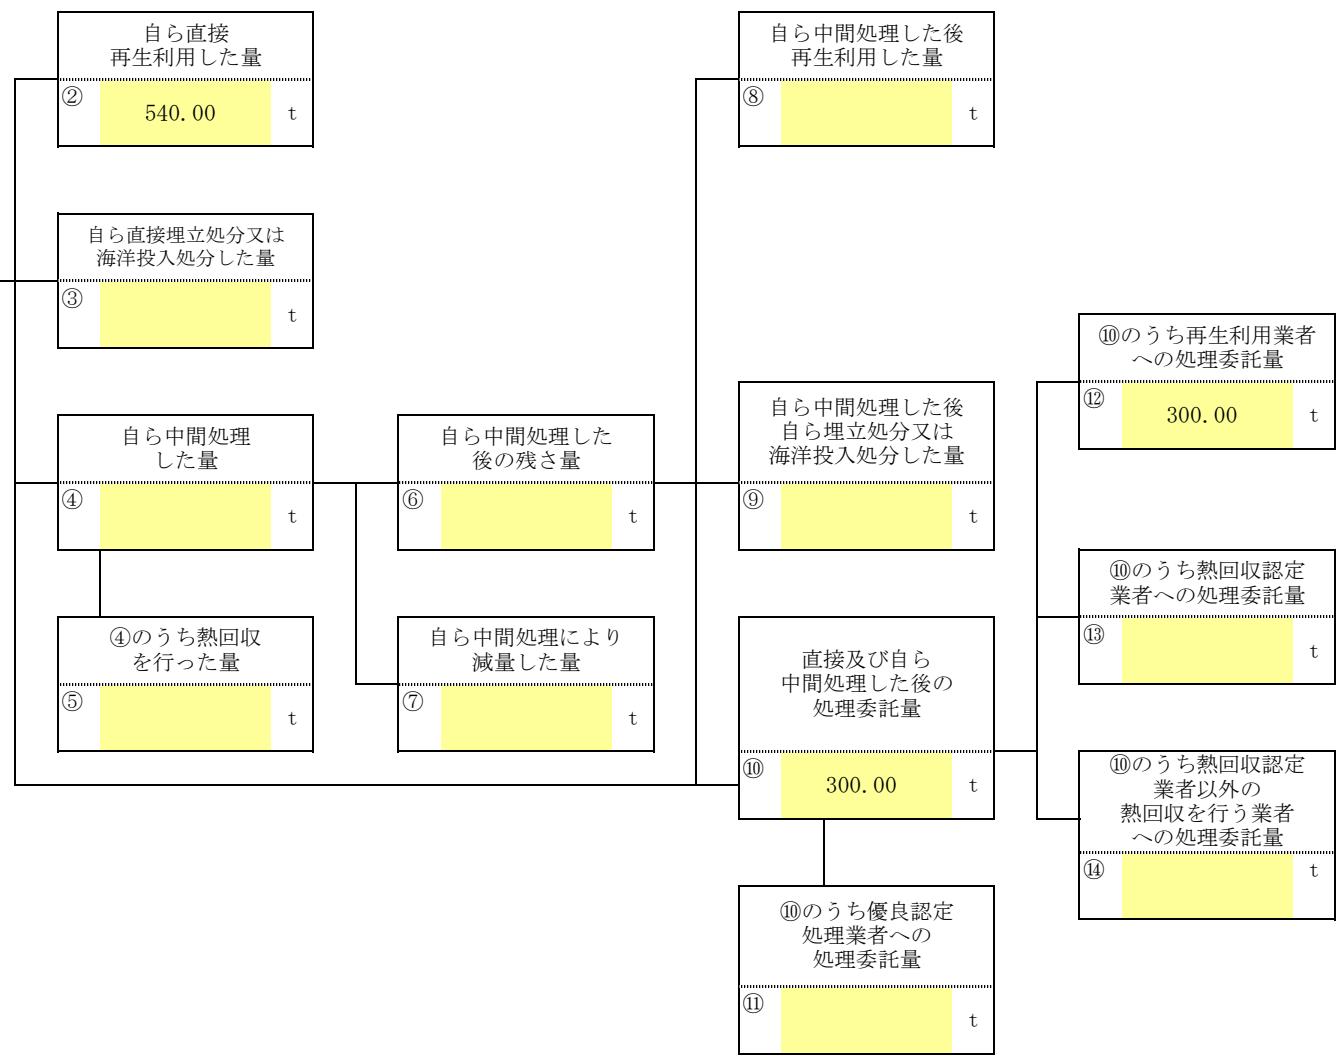 自ら直接
再生利用した量
②
540.00
t
自ら中間処理した後
再生利用した量
⑧
t
自ら直接埋立処分又は
海洋投入処分した量
③
t
⑩のうち再生利用業者
への処理委託量
⑫
300.00
t
自ら中間処理
した量
④
t
自ら中間処理した
後の残さ量
⑥
t
自ら中間処理した後
自ら埋立処分又は
海洋投入処分した量
⑨
t
⑩のうち熱回収認定
業者への処理委託量
⑬
t
④のうち熱回収
を行った量
⑤
t
自ら中間処理により
減量した量
⑦
t
直接及び自ら
中間処理した後の
処理委託量
⑩
300.00
t
⑩のうち熱回収認定
業者以外の
熱回収を行う業者
への処理委託量
⑭
t
⑩のうち優良認定
処理業者への
処理委託量
⑪
t